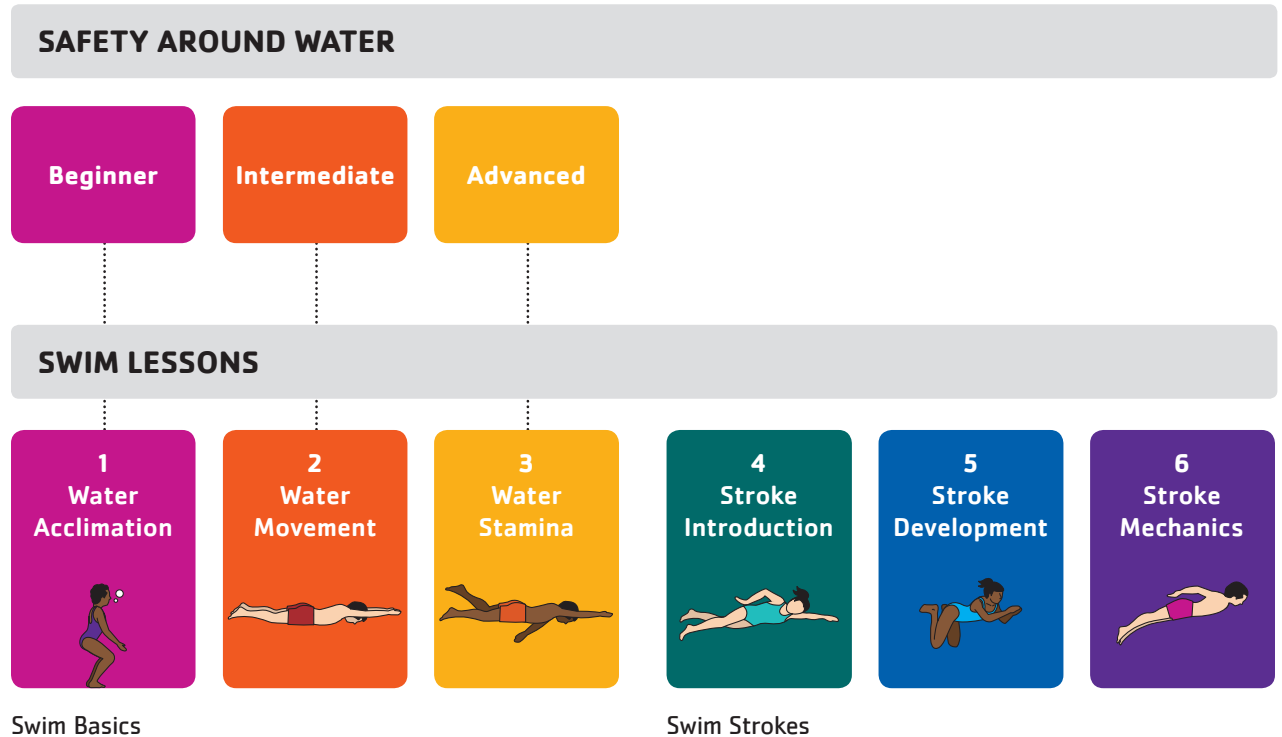 SAFETY AROUND WATER
Beginner
Intermediate
Advanced
SWIM LESSONS
1
Water
Acclimation
2
Water
Movement
3
Water
Stamina
4
Stroke
Introduction
5
Stroke
Development
6
Stroke
Mechanics
Swim Basics
Swim Strokes